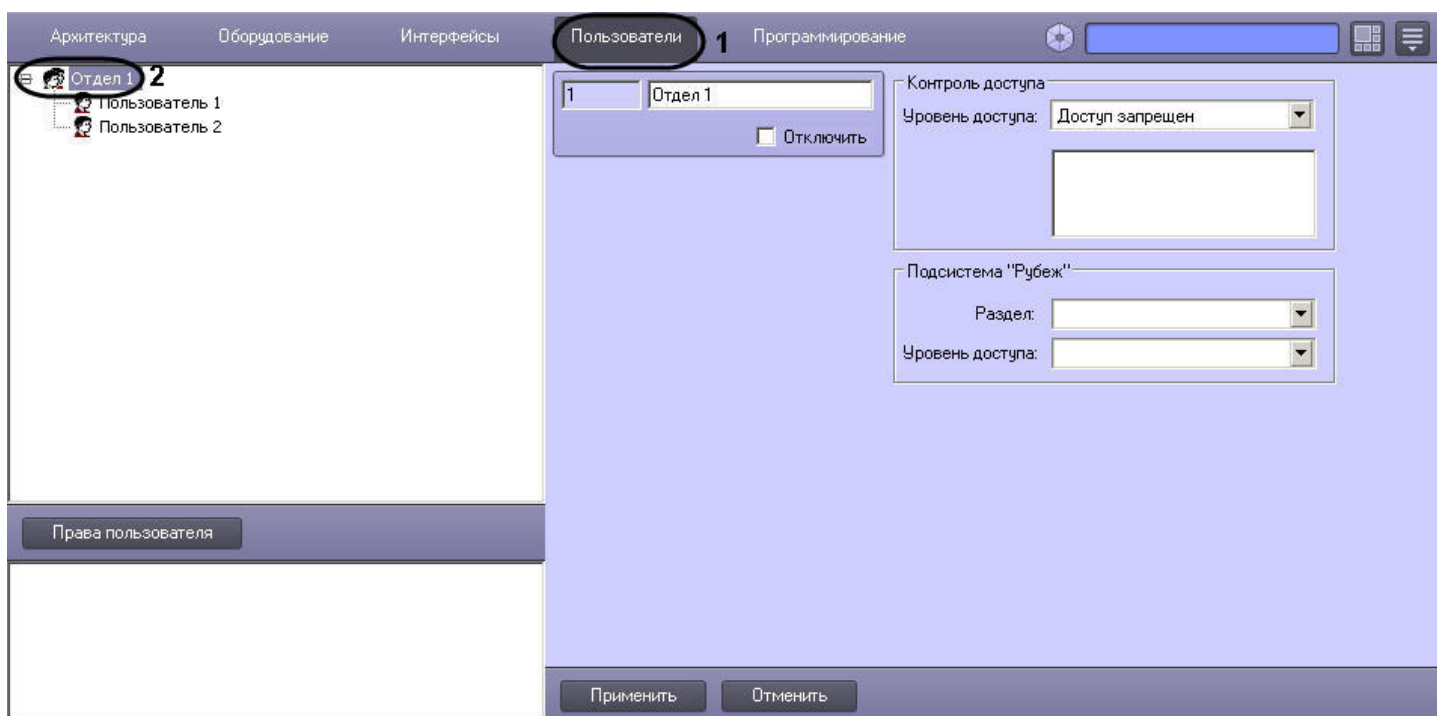 Архитектура Оборудование Интерфейсы Пользователи 1 Программирование
Отдел 1 2
Пользователь 1
Пользователь 2
1 Отдел 1
Отключить
Контроль доступа
Уровень доступа: Доступ запрещен
Подсистема "Рубеж"
Раздел:
Уровень доступа:
Права пользователя
Применить Отменить